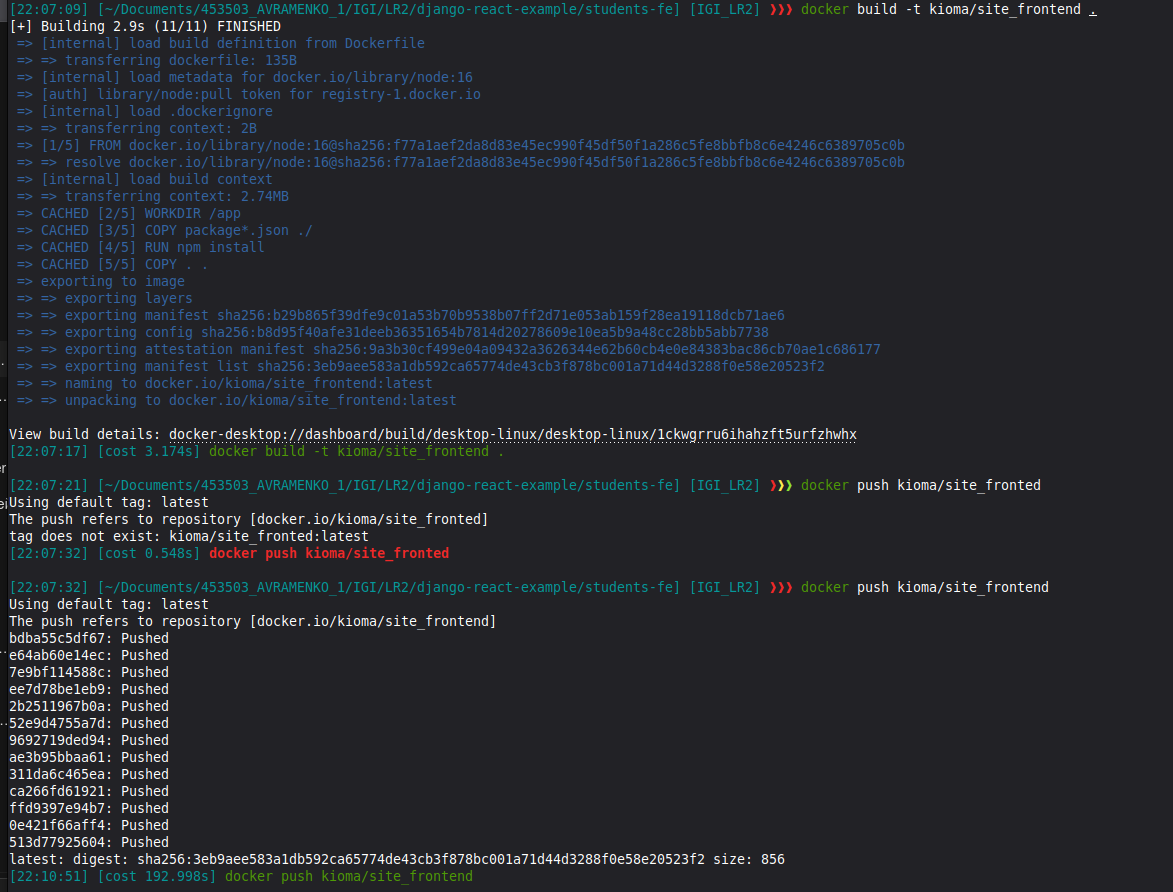 [22:07:09] [~/Documents/453503_AVRAMENKO_1/IGI/LR2/django-react-example/students-fe] [IGI_LR2] ❯❯❯ docker build -t kioma/site_frontend .
[+] Building 2.9s (11/11) FINISHED
=> [internal] load build definition from Dockerfile
=> => transferring dockerfile: 135B
=> [internal] load metadata for docker.io/library/node:16
=> [auth] library/node:pull token for registry-1.docker.io
=> [internal] load .dockerignore
=> => transferring context: 2B
=> [1/5] FROM docker.io/library/node:16@sha256:f77a1aef2da8d83e45ec990f45df50f1a286c5fe8bbfb8c6e4246c6389705c0b
=> => resolve docker.io/library/node:16@sha256:f77a1aef2da8d83e45ec990f45df50f1a286c5fe8bbfb8c6e4246c6389705c0b
=> [internal] load build context
=> => transferring context: 2.74MB
=> CACHED [2/5] WORKDIR /app
=> CACHED [3/5] COPY package*.json ./
=> CACHED [4/5] RUN npm install
=> CACHED [5/5] COPY . .
=> exporting to image
=> => exporting layers
=> => exporting manifest sha256:b29b865f39dfe9c01a53b70b9538b07ff2d71e053ab159f28ea19118dcb71ae6
=> => exporting config sha256:b8d95f40afe31deeb36351654b7814d20278609e10ea5b9a48cc28bb5abb7738
=> => exporting attestation manifest sha256:9a3b30cf499e04a09432a3626344e62b60cb4e0e84383bac86cb70ae1c686177
=> => exporting manifest list sha256:3eb9aee583a1db592ca65774de43cb3f878bc001a71d44d3288f0e58e20523f2
=> => naming to docker.io/kioma/site_frontend:latest
=> => unpacking to docker.io/kioma/site_frontend:latest
View build details: docker-desktop://dashboard/build/desktop-linux/desktop-linux/1ckwgrru6ihahzft5urfzhwhx
[22:07:17] [cost 3.174s] docker build -t kioma/site_frontend .
[22:07:21] [~/Documents/453503_AVRAMENKO_1/IGI/LR2/django-react-example/students-fe] [IGI_LR2] ❯❯❯ docker push kioma/site_fronted
Using default tag: latest
The push refers to repository [docker.io/kioma/site_fronted]
tag does not exist: kioma/site_fronted:latest
[22:07:32] [cost 0.548s] docker push kioma/site_fronted
[22:07:32] [~/Documents/453503_AVRAMENKO_1/IGI/LR2/django-react-example/students-fe] [IGI_LR2] ❯❯❯ docker push kioma/site_frontend
Using default tag: latest
The push refers to repository [docker.io/kioma/site_frontend]
bdba55c5df67: Pushed
e64ab60e14ec: Pushed
7e9bf114588c: Pushed
ee7d78be1eb9: Pushed
2b2511967b0a: Pushed
52e9d4755a7d: Pushed
9692719ded94: Pushed
ae3b95bbaa61: Pushed
311da6c465ea: Pushed
ca266fd61921: Pushed
ffd9397e94b7: Pushed
0e421f66aff4: Pushed
513d77925604: Pushed
latest: digest: sha256:3eb9aee583a1db592ca65774de43cb3f878bc001a71d44d3288f0e58e20523f2 size: 856
[22:10:51] [cost 192.998s] docker push kioma/site_frontend